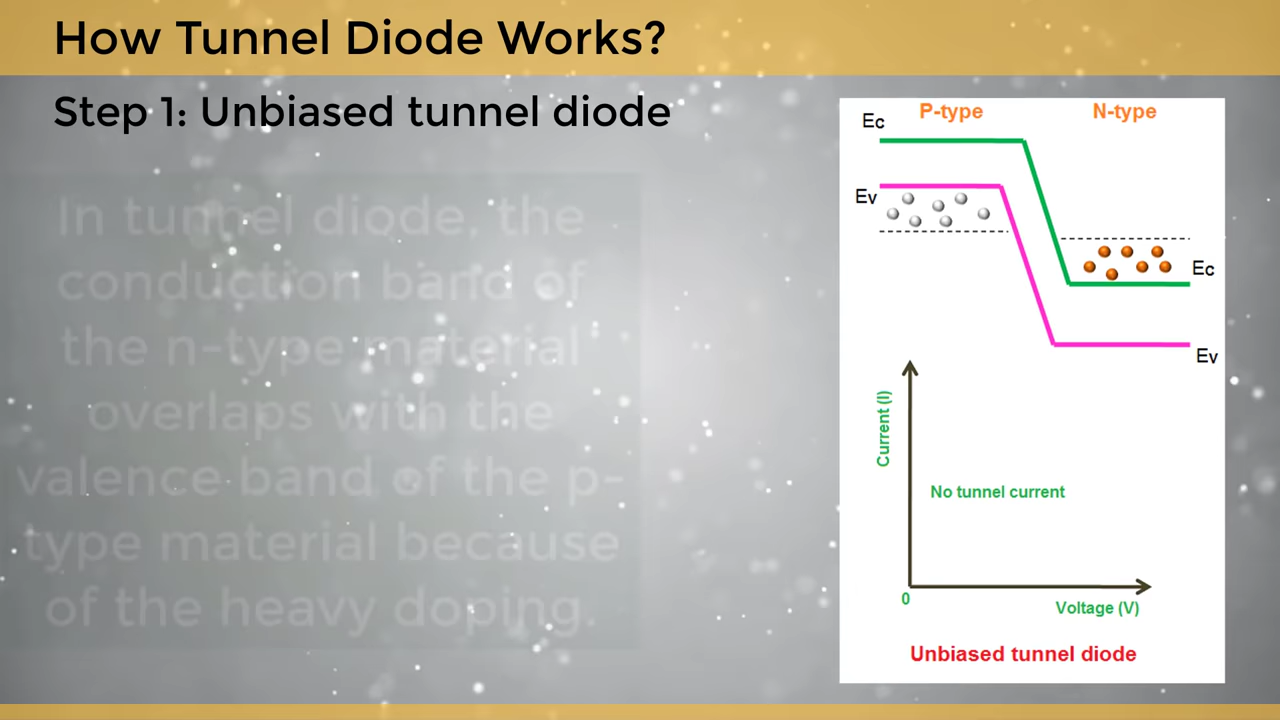 How Tunnel Diode Works?
Step 1: Unbiased tunnel diode
In tunnel diode, the
conduction band of
the n-type material
overlaps with the
valence band of the p-
type material because
of the heavy doping.
P-type
N-type
Ec
Ev
Ec
Ev
Current (I)
No tunnel current
0
Voltage (V)
Unbiased tunnel diode